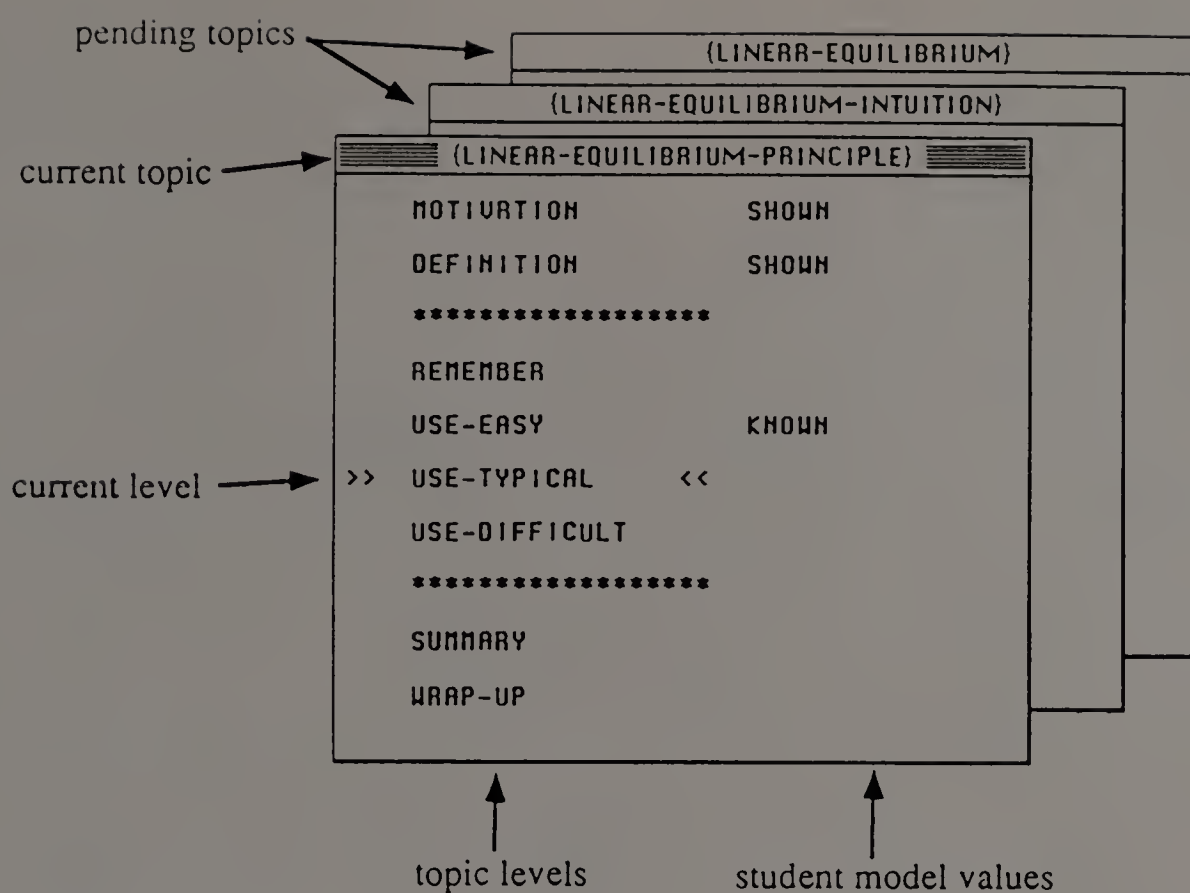 pending topics
(LINEAR-EQUILIBRIUM)
(LINEAR-EQUILIBRIUM-INTUITION)
current topic
(LINEAR-EQUILIBRIUM-PRINCIPLE)
MOTIVATION SHOWN
DEFINITION SHOWN
******************
REMEMBER
USE-EASY KNOWN
current level >> USE-TYPICAL <<
USE-DIFFICULT
******************
SUMMARY
WRAP-UP
topic levels student model values